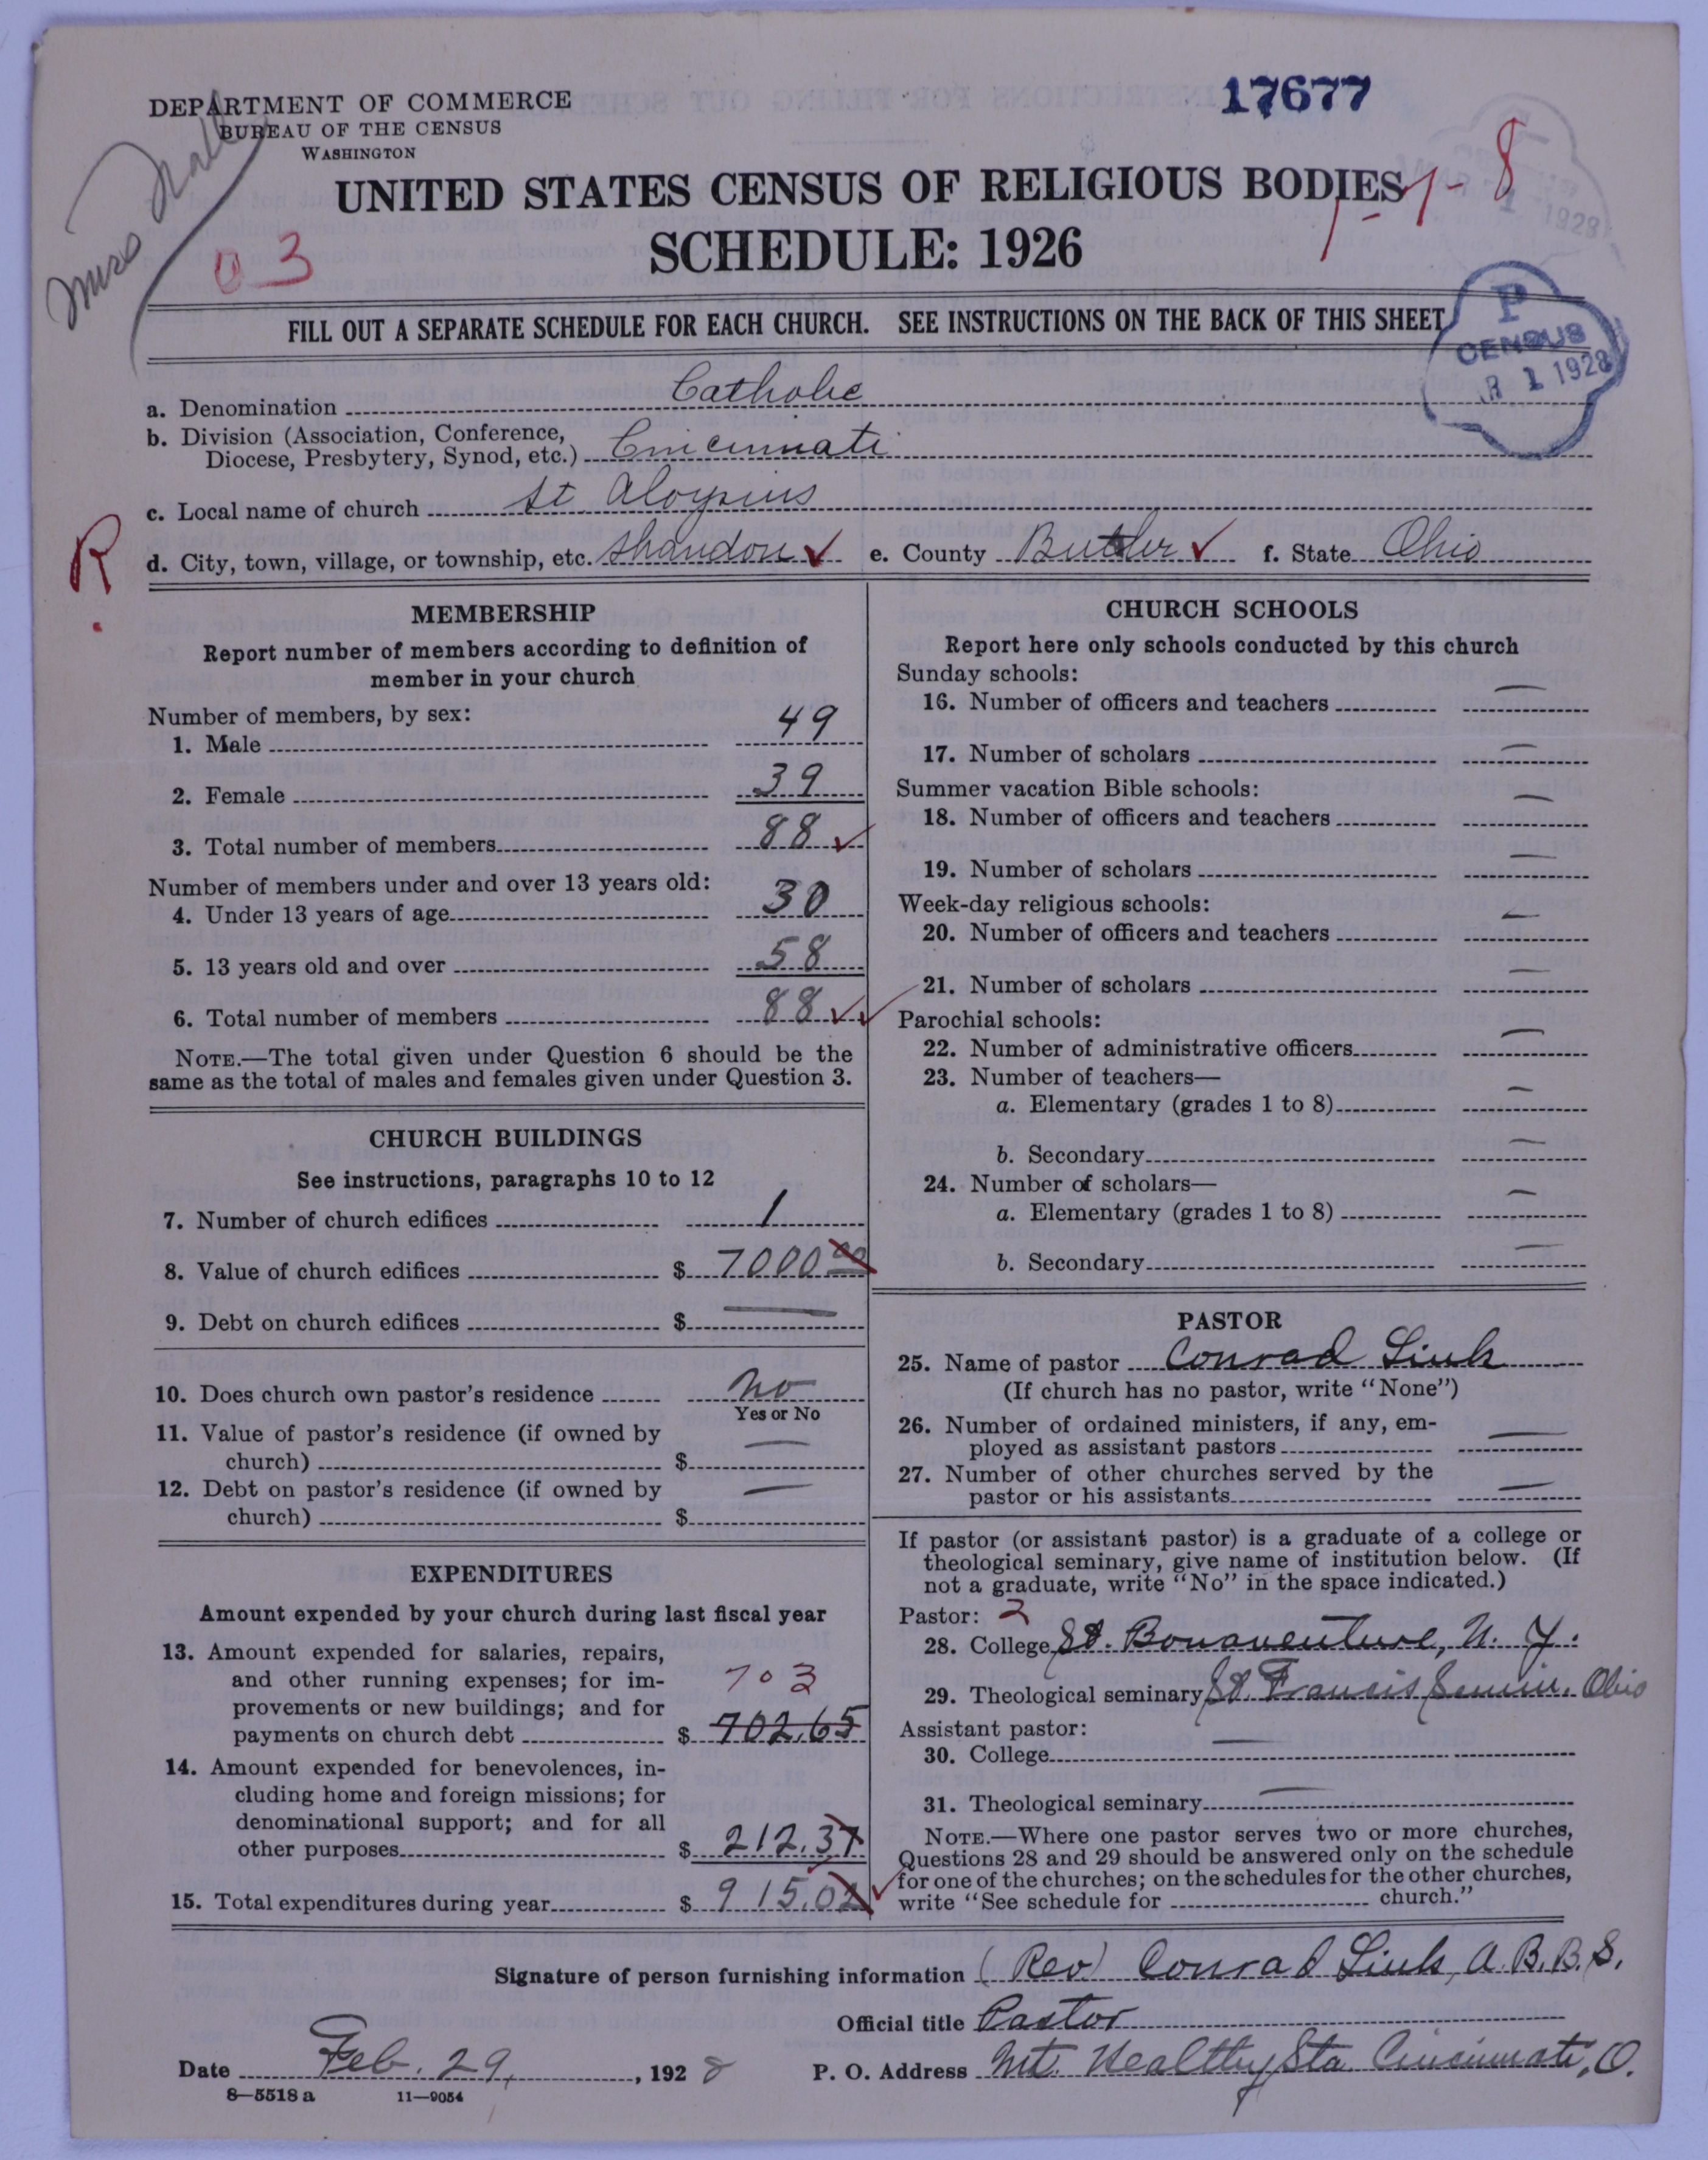 DEPARTMENT OF COMMERCE
BUREAU OF THE CENSUS
WASHINGTON
17677
UNITED STATES CENSUS OF RELIGIOUS BODIES
1-1-8
SCHEDULE: 1926
03
FILL OUT A SEPARATE SCHEDULE FOR EACH CHURCH. SEE INSTRUCTIONS ON THE BACK OF THIS SHEET
P
CENSUS
R 1 1928
a. Denomination Catholic
b. Division (Association, Conference,
Diocese, Presbytery, Synod, etc.) Cincinnati
c. Local name of church St Aloysius
R
d. City, town, village, or township, etc. Shandon e. County Butler f. State Ohio
MEMBERSHIP
Report number of members according to definition of
member in your church
Number of members, by sex:
1. Male 49
2. Female 39
3. Total number of members 88
Number of members under and over 13 years old:
4. Under 13 years of age 30
5. 13 years old and over 58
6. Total number of members 88
NOTE.—The total given under Question 6 should be the
same as the total of males and females given under Question 3.
CHURCH BUILDINGS
See instructions, paragraphs 10 to 12
7. Number of church edifices 1
8. Value of church edifices $ 7000 00
9. Debt on church edifices $ —
10. Does church own pastor's residence No
Yes or No
11. Value of pastor's residence (if owned by
church) $ —
12. Debt on pastor's residence (if owned by
church) $ —
EXPENDITURES
Amount expended by your church during last fiscal year
13. Amount expended for salaries, repairs,
and other running expenses; for im-
provements or new buildings; and for
703
payments on church debt $ 702.65
14. Amount expended for benevolences, in-
cluding home and foreign missions; for
denominational support; and for all
other purposes $ 212.37
15. Total expenditures during year $ 915.02
CHURCH SCHOOLS
Report here only schools conducted by this church
Sunday schools:
16. Number of officers and teachers —
17. Number of scholars —
Summer vacation Bible schools:
18. Number of officers and teachers —
19. Number of scholars —
Week-day religious schools:
20. Number of officers and teachers —
21. Number of scholars —
Parochial schools:
22. Number of administrative officers —
23. Number of teachers—
a. Elementary (grades 1 to 8) —
b. Secondary —
24. Number of scholars—
a. Elementary (grades 1 to 8) —
b. Secondary —
PASTOR
25. Name of pastor Conrad Link
(If church has no pastor, write "None")
26. Number of ordained ministers, if any, em-
ployed as assistant pastors —
27. Number of other churches served by the
pastor or his assistants —
If pastor (or assistant pastor) is a graduate of a college or
theological seminary, give name of institution below. (If
not a graduate, write "No" in the space indicated.)
Pastor: 2
28. College St. Bonaventure, N. Y.
29. Theological seminary St Francis Semin. Ohio
Assistant pastor:
30. College —
31. Theological seminary —
NOTE.—Where one pastor serves two or more churches,
Questions 28 and 29 should be answered only on the schedule
for one of the churches; on the schedules for the other churches,
write "See schedule for church."
Signature of person furnishing information (Rev) Conrad Link, A. B. B. S.
Official title Pastor
Date Feb. 29, 1928 P. O. Address Mt. Healthy Sta Cincinnati, O.
8—5518 a 11—9054